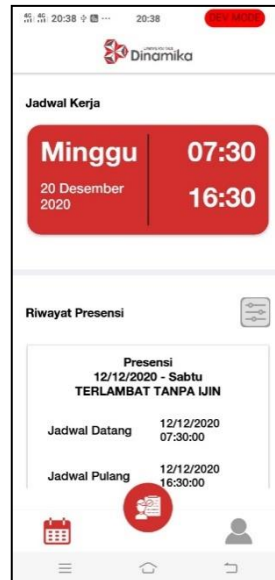 20:38
20:38
DEV MODE
UNIVERSITAS
Dinamika
Jadwal Kerja
Minggu
07:30
20 Desember
2020
16:30
Riwayat Presensi
Presensi
12/12/2020 - Sabtu
TERLAMBAT TANPA IJIN
Jadwal Datang
12/12/2020
07:30:00
Jadwal Pulang
12/12/2020
16:30:00